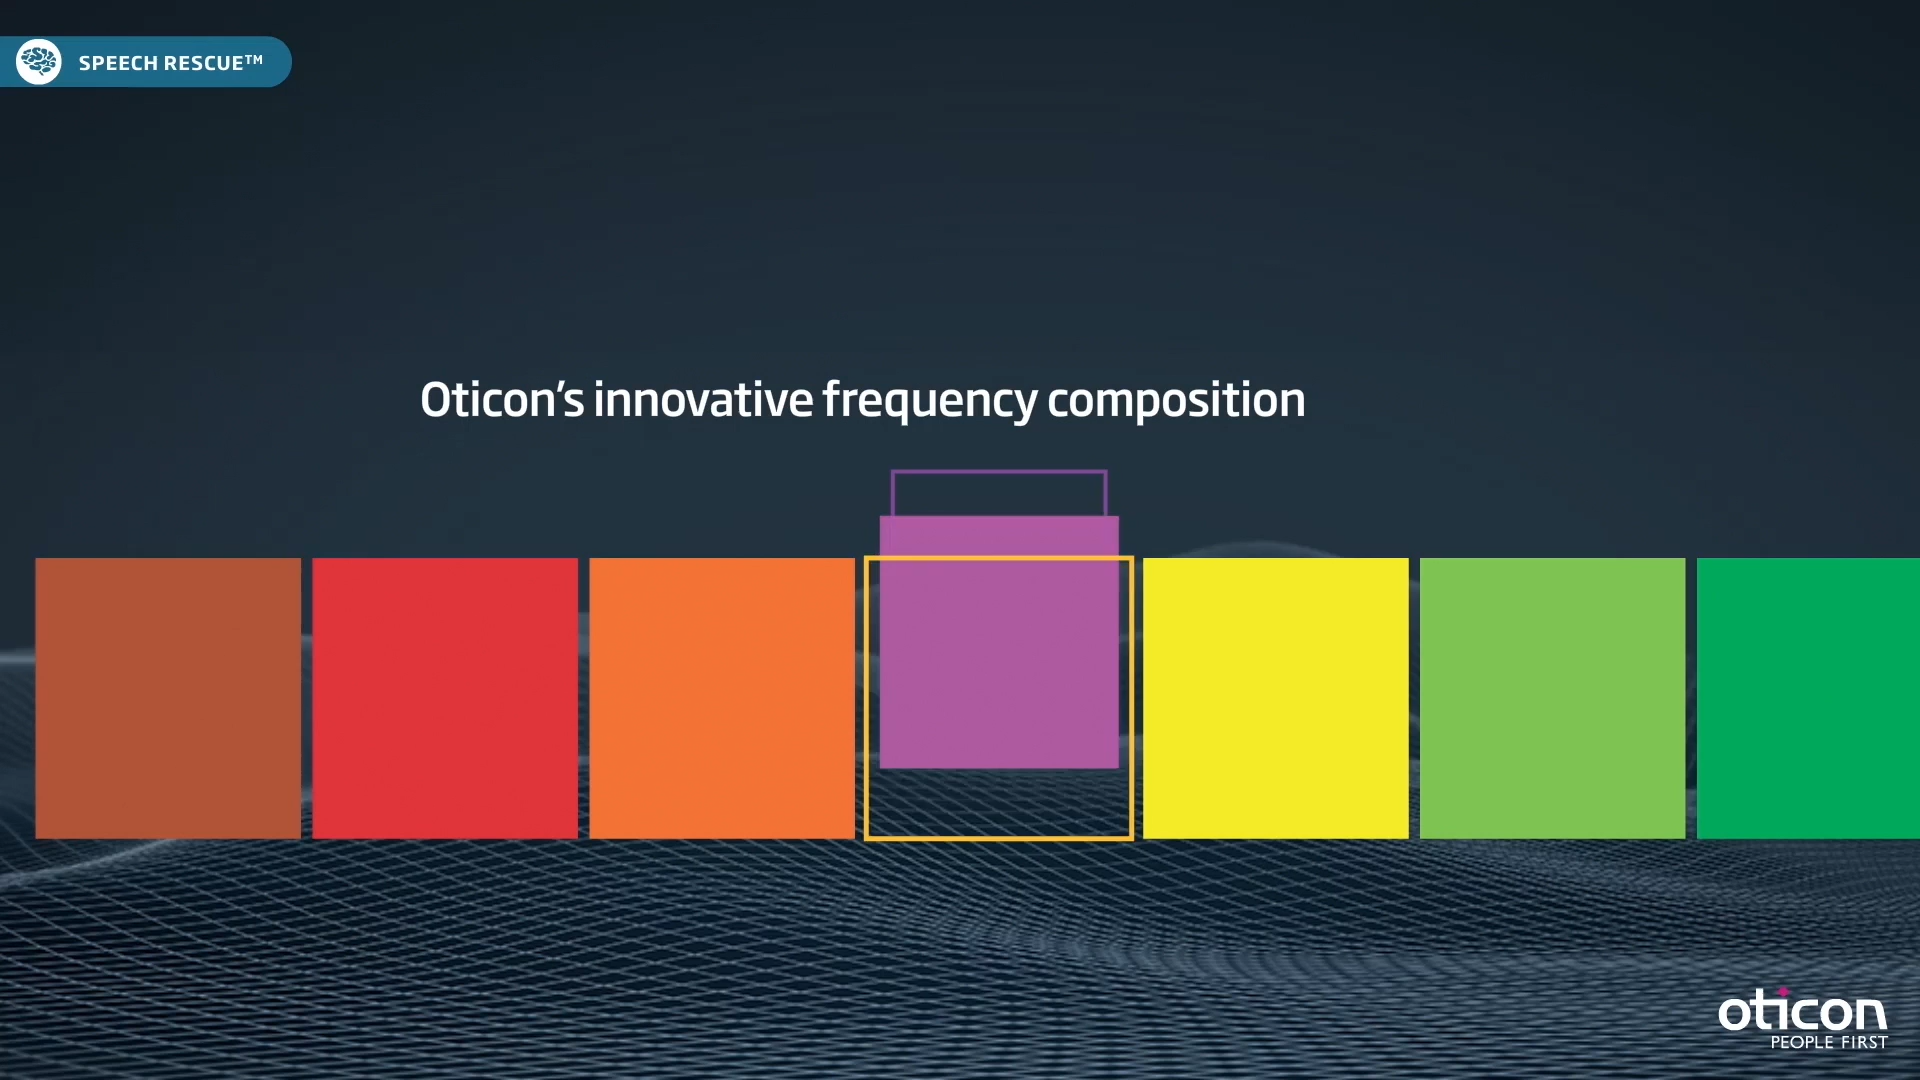 SPEECH RESCUE™
Oticon’s innovative frequency composition
oticon
PEOPLE FIRST